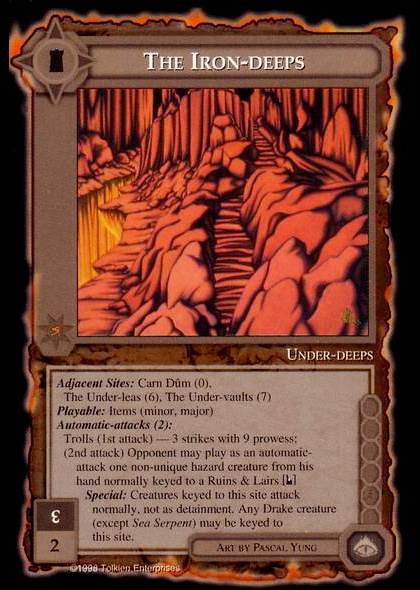 THE IRON-DEEPS
UNDER-DEEPS
Adjacent Sites: Carn Dûm (0),
The Under-leas (6), The Under-vaults (7)
Playable: Items (minor, major)
Automatic-attacks (2):
Trolls (1st attack) — 3 strikes with 9 prowess;
(2nd attack) Opponent may play as an automatic-
attack one non-unique hazard creature from his
hand normally keyed to a Ruins & Lairs [ ]
Special: Creatures keyed to this site attack
normally, not as detainment. Any Drake creature
(except Sea Serpent) may be keyed to
this site.
2
ART BY PASCAL YUNG
©1998 Tolkien Enterprises